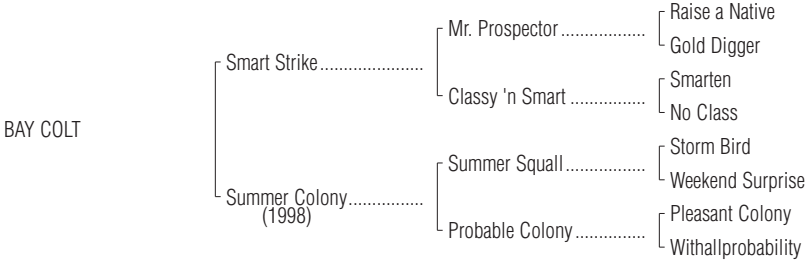 Raise a Native
Mr. Prospector..................
Gold Digger
Smart Strike......................
Smarten
Classy 'n Smart ................
No Class
BAY COLT
Storm Bird
Summer Squall.................
Weekend Surprise
Summer Colony................
(1998)
Pleasant Colony
Probable Colony ...............
Withallprobability